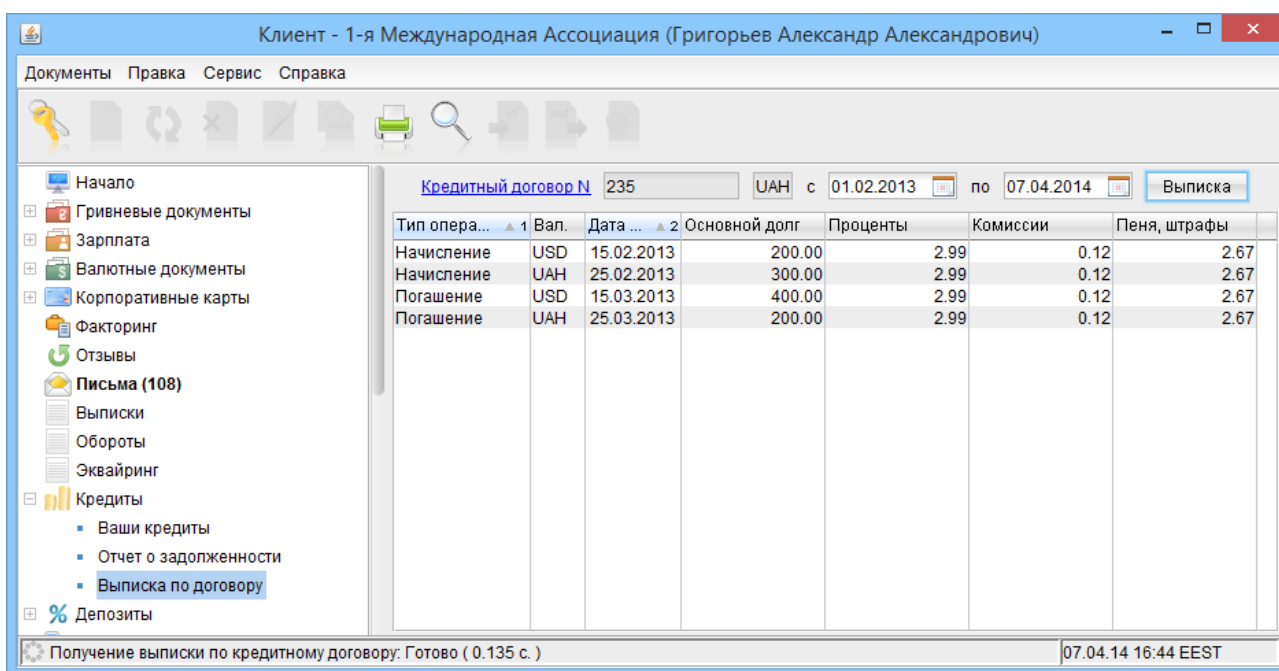 Клиент - 1-я Международная Ассоциация (Григорьев Александр Александрович)
Документы Правка Сервис Справка
in out
Начало
Гривневые документы
Зарплата
Валютные документы
Корпоративные карты
Факторинг
Отзывы
Письма (108)
Выписки
Обороты
Эквайринг
Кредиты
Ваши кредиты
Отчет о задолженности
Выписка по договору
% Депозиты
Кредитный договор N 235 UAH с 01.02.2013 по 07.04.2014 Выписка
Тип опера... 1 Вал. Дата ... 2 Основной долг Проценты Комиссии Пеня, штрафы
Начисление USD 15.02.2013 200.00 2.99 0.12 2.67
Начисление UAH 25.02.2013 300.00 2.99 0.12 2.67
Погашение USD 15.03.2013 400.00 2.99 0.12 2.67
Погашение UAH 25.03.2013 200.00 2.99 0.12 2.67
Получение выписки по кредитному договору: Готово ( 0.135 с. ) 07.04.14 16:44 EEST